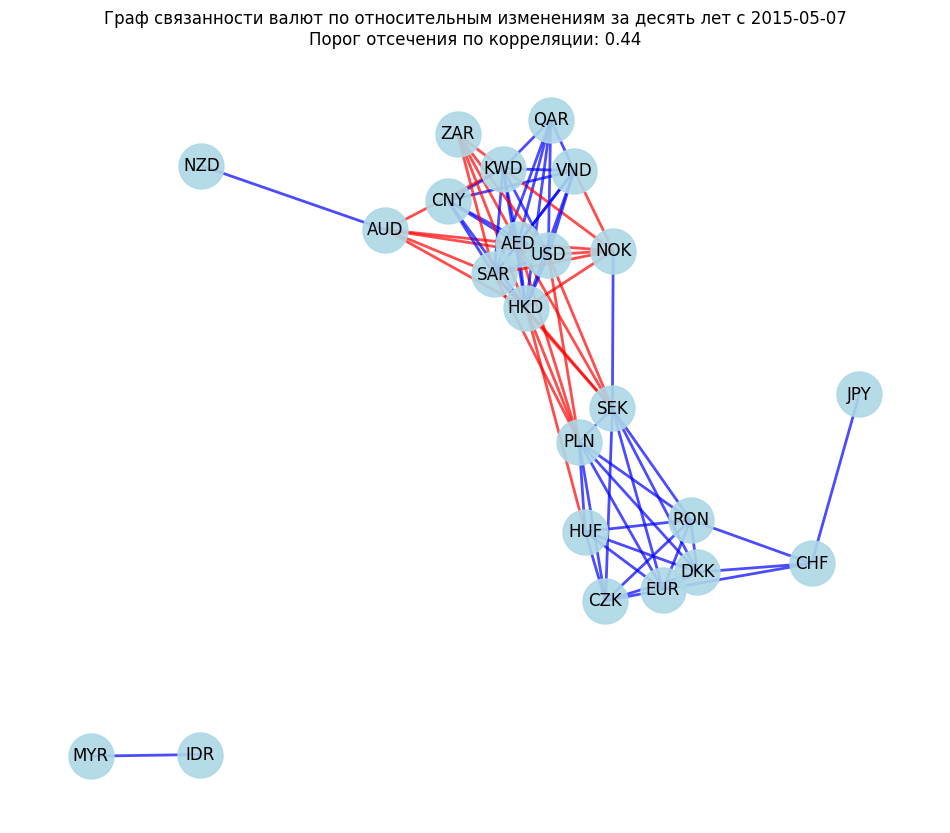 Граф связанности валют по относительным изменениям за десять лет с 2015-05-07
Порог отсечения по корреляции: 0.44
QAR
ZAR
NZD
KWD
VND
CNY
AUD
AED
NOK
USD
SAR
HKD
JPY
SEK
PLN
RON
HUF
CHF
DKK
EUR
CZK
MYR
IDR